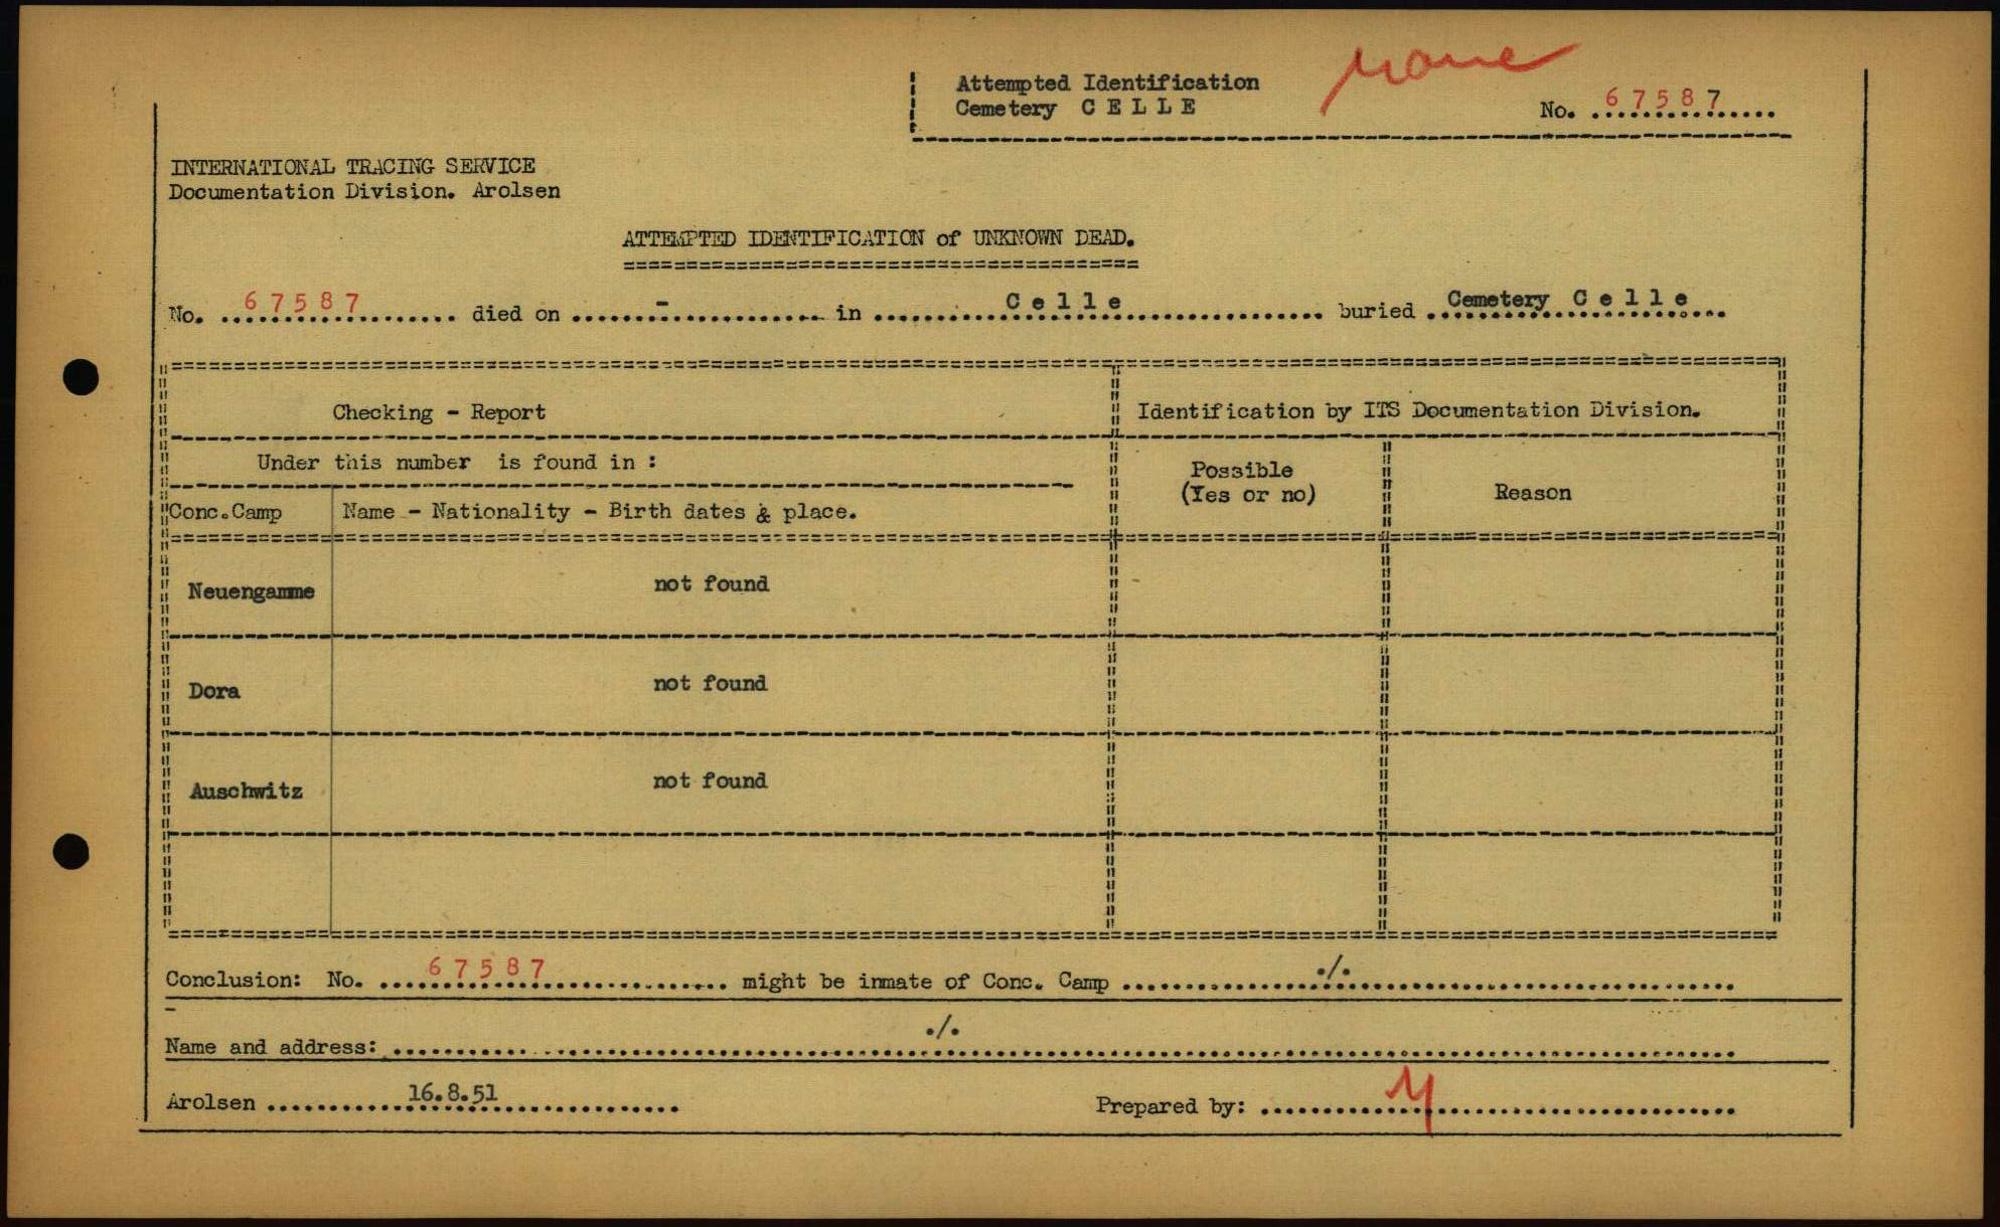 Attempted Identification
Cemetery C E L L E
No. 67587
INTERNATIONAL TRACING SERVICE
Documentation Division. Arolsen
ATTEMPTED IDENTIFICATION of UNKNOWN DEAD.
No. 67587 died on - in C e l l e buried Cemetery C e l l e
Checking - Report
Identification by ITS Documentation Division.
Under this number is found in :
Possible
(Yes or no)
Reason
Conc.Camp
Name - Nationality - Birth dates & place.
Neuengamme
not found
Dora
not found
Auschwitz
not found
Conclusion: No. 67587 might be inmate of Conc. Camp ./.
Name and address: ./.
Arolsen 16.8.51
Prepared by: